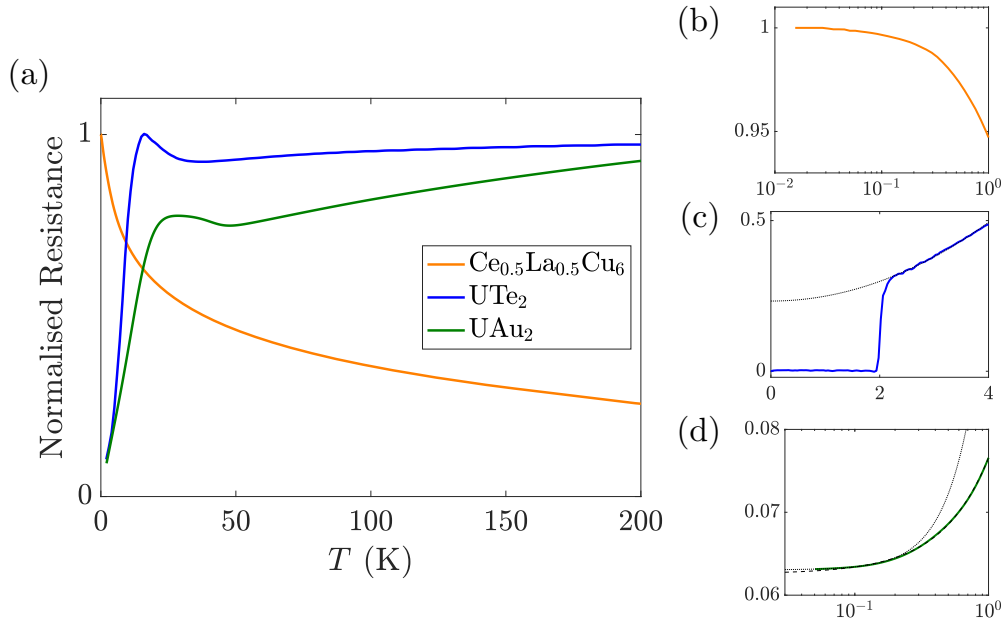 (a)
Normalised Resistance
1
0
0 50 100 150 200
T (K)
Ce₀.₅La₀.₅Cu₆
UTe₂
UAu₂
(b)
1
0.95
10⁻² 10⁻¹ 10⁰
(c)
0.5
0
0 2 4
(d)
0.08
0.07
0.06
10⁻¹ 10⁰